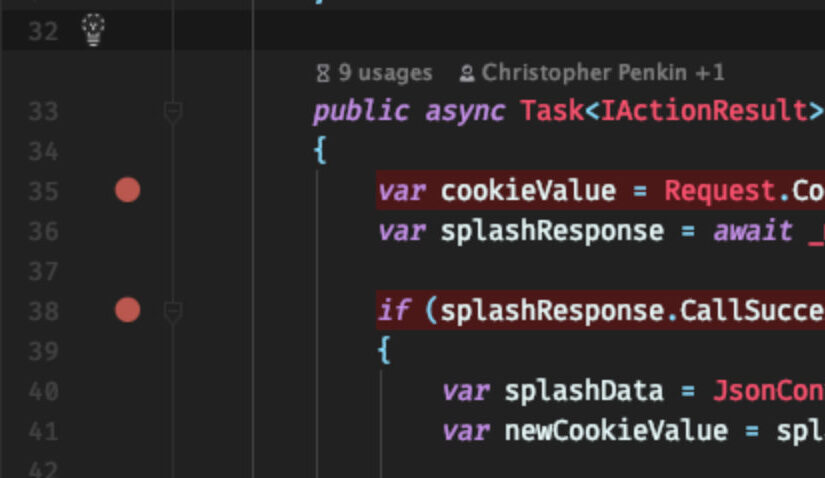 32
9 usages Christopher Penkin +1
33 public async Task<IActionResult>
34 {
35 var cookieValue = Request.Co
36 var splashResponse = await _
37
38 if (splashResponse.CallSucce
39 {
40 var splashData = JsonCon
41 var newCookieValue = spl
42